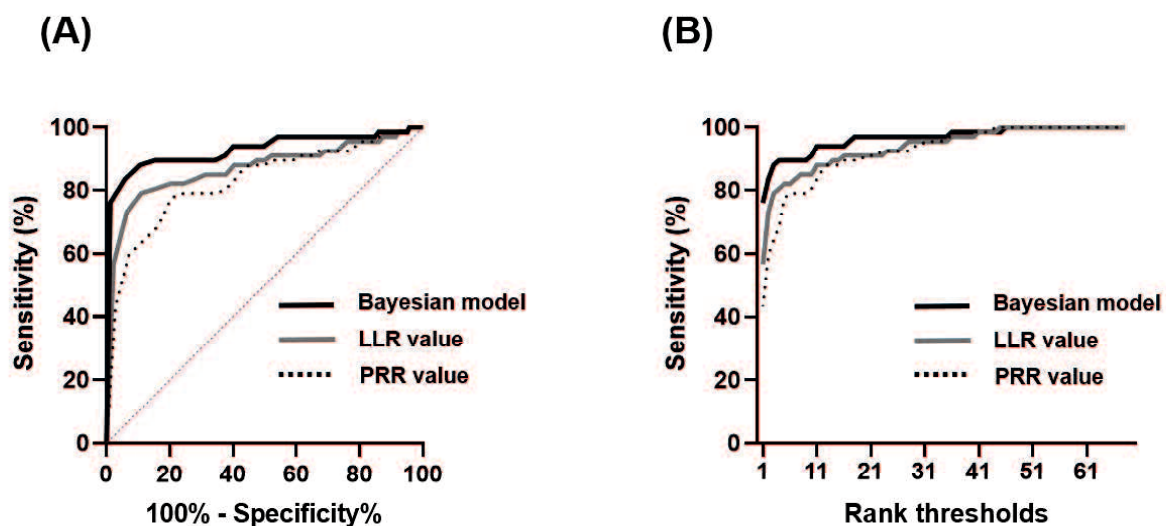 (A)
(B)
Sensitivity (%)
100
80
60
40
20
0
Bayesian model
LLR value
PRR value
0 20 40 60 80 100
100% - Specificity%
Sensitivity (%)
100
80
60
40
20
0
Bayesian model
LLR value
PRR value
1 11 21 31 41 51 61
Rank thresholds